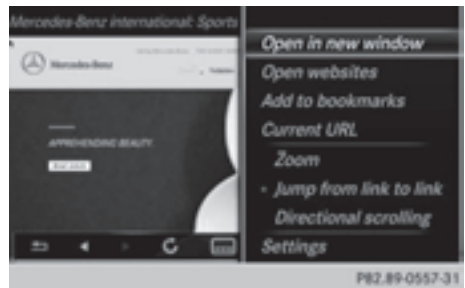 Mercedes-Benz international: Sports
Mercedes-Benz
APPREHENDING BEAUTY.
Open in new window
Open websites
Add to bookmarks
Current URL
Zoom
• Jump from link to link
Directional scrolling
Settings
P82.89-0557-31